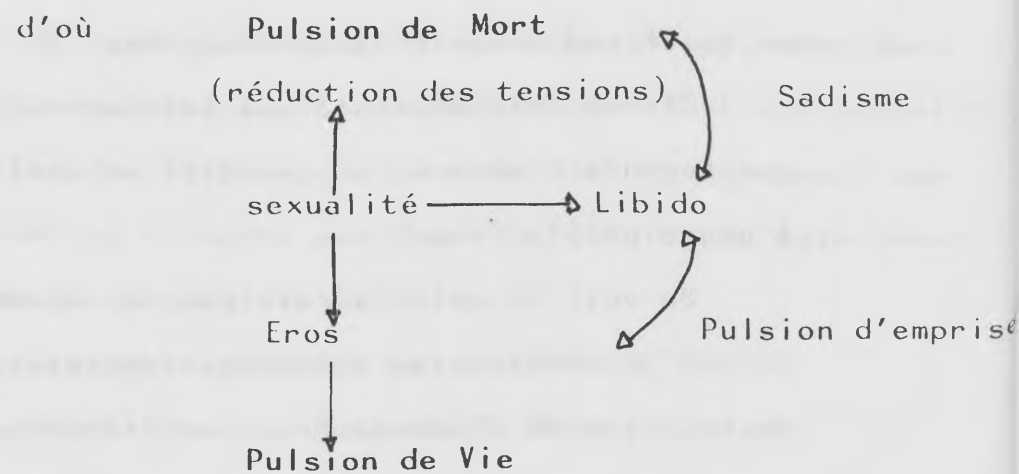 d'où Pulsion de Mort
(réduction des tensions) Sadisme
sexualité Libido
Eros Pulsion d'emprise
Pulsion de Vie